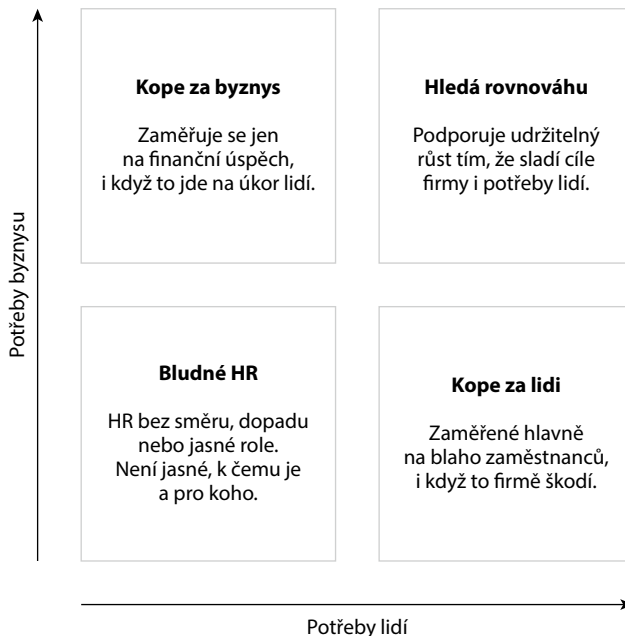 Kope za byznys
Zaměřuje se jen
na finanční úspěch,
i když to jde na úkor lidí.
Hledá rovnováhu
Podporuje udržitelný
růst tím, že sladí cíle
firmy i potřeby lidí.
Potřeby byznysu
Bludné HR
HR bez směru, dopadu
nebo jasné role.
Není jasné, k čemu je
a pro koho.
Kope za lidi
Zaměřené hlavně
na blaho zaměstnanců,
i když to firmě škodí.
Potřeby lidí